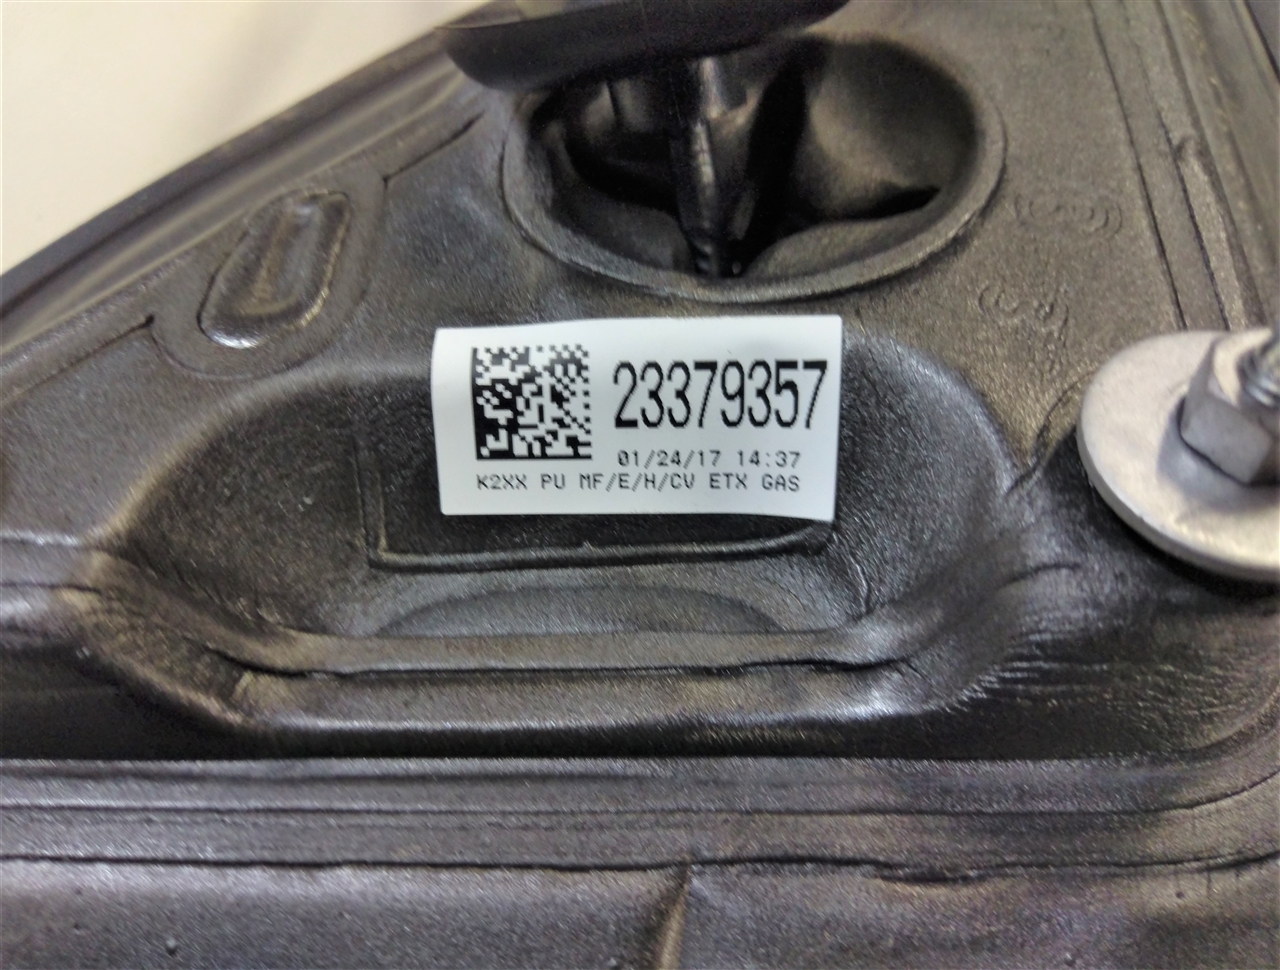 23379357
01/24/17 14:37
K2XX PU MF/E/H/CV ETX GAS